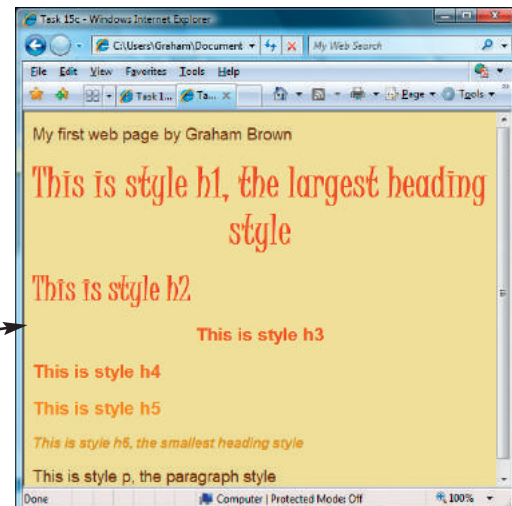 Task 15c - Windows Internet Explorer
C:\Users\Graham\Document
My Web Search
File Edit View Favorites Tools Help
Task 1... Ta... Page Tools
My first web page by Graham Brown
This is style h1, the largest heading
style
This is style h2
This is style h3
This is style h4
This is style h5
This is style h6, the smallest heading style
This is style p, the paragraph style
Done Computer | Protected Mode: Off 100%